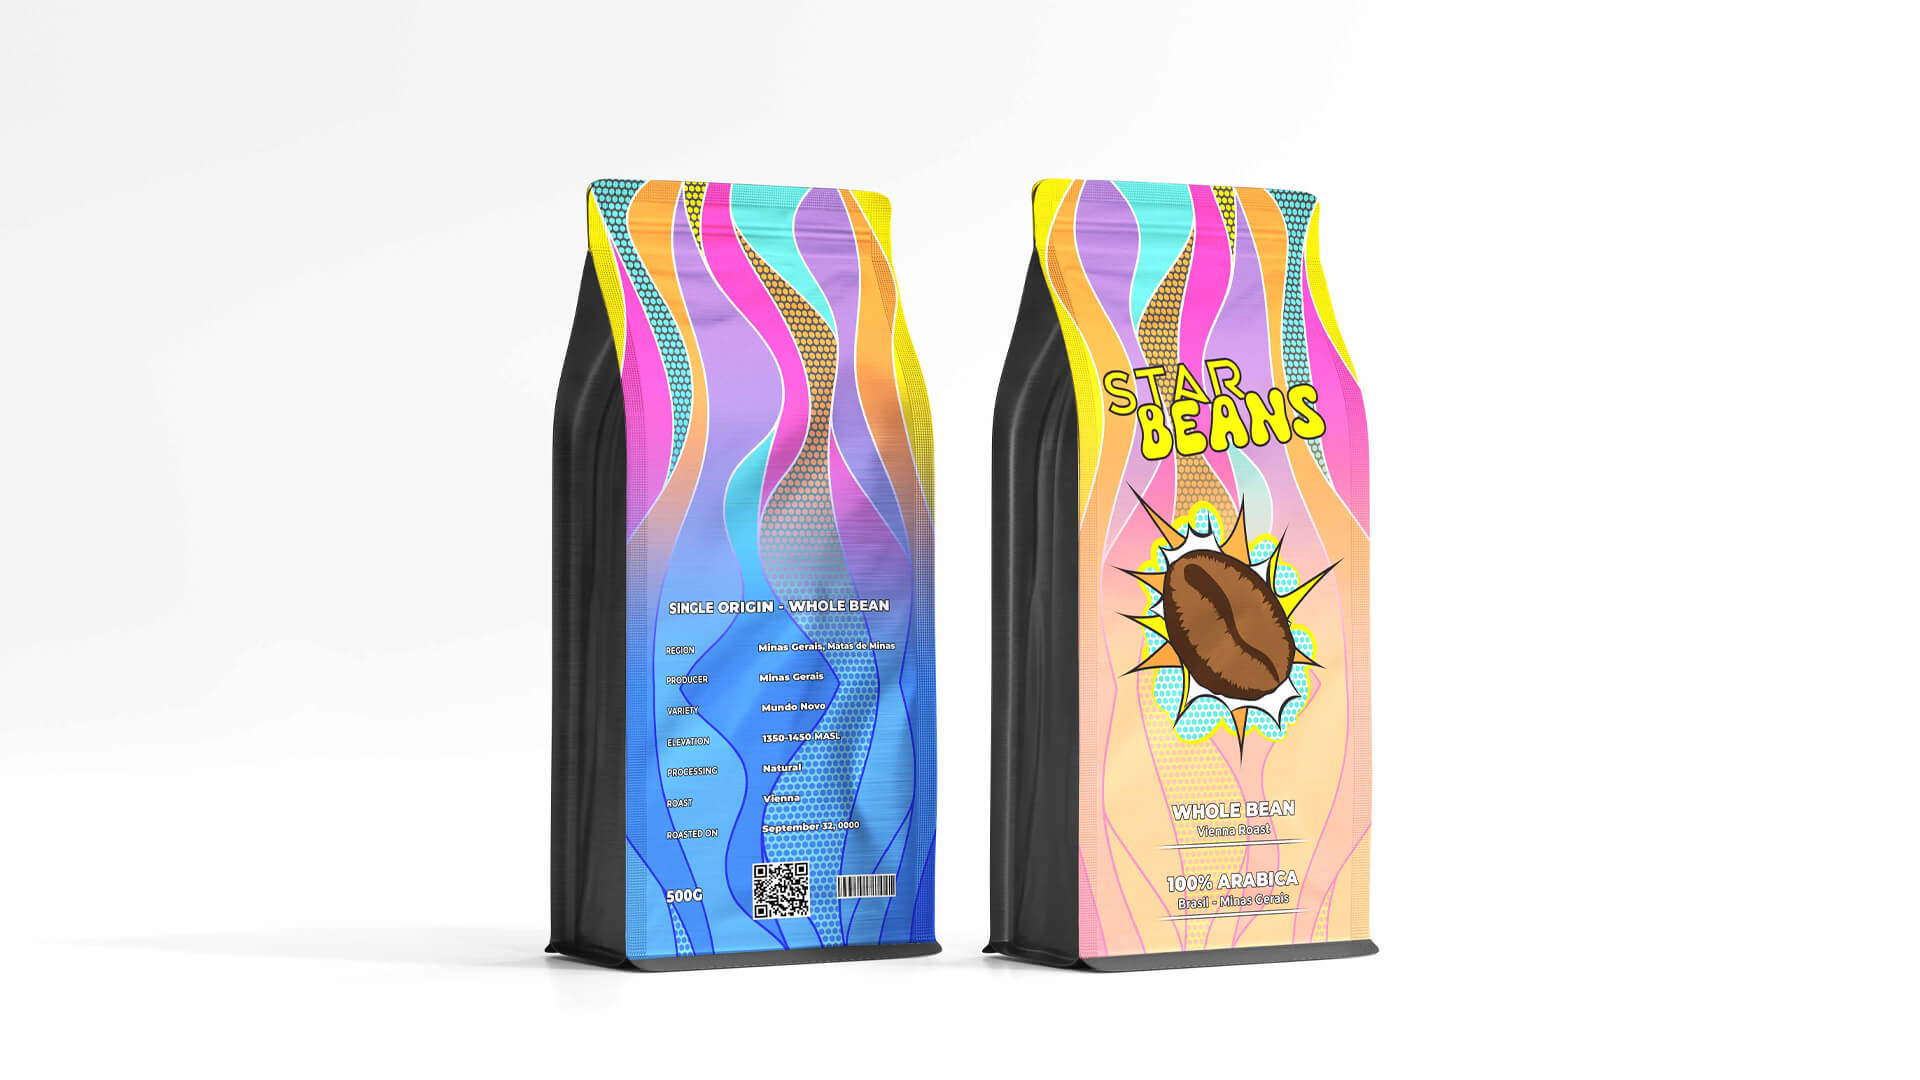 SINGLE ORIGIN - WHOLE BEAN
REGION Minas Gerais, Matas de Minas
PRODUCER Minas Gerais
VARIETY Mundo Novo
ELEVATION 1350-1450 MASL
PROCESSING Natural
ROAST Vienna
ROASTED ON September 32, 0000
500G
STAR
BEANS
WHOLE BEAN
Vienna Roast
100% ARABICA
Brasil - Minas Gerais